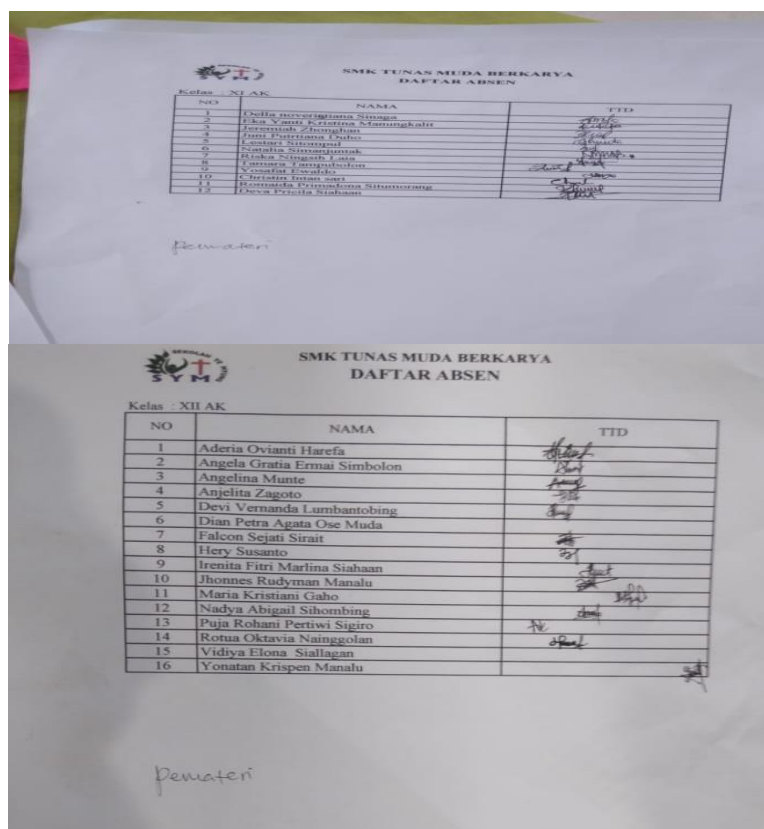 SYM
SMK TUNAS MUDA BERKARYA
DAFTAR ABSEN
Kelas : XI AK
NO NAMA TTD
1 Della noverigtiana Sinaga
2 Eka Yanti Kristina Manungkalit
3 Jeremiah Zhonghan
4 Juni Putriana Duho
5 Lestari Sitompul
6 Natalia Simanjuntak
7 Riska Ningsih Laia
8 Tamara Tampubolon
9 Yosafat Ewaldo
10 Christin Intan sari
11 Romaida Primadona Situmorang
12 Deva Pricila Siahaan
Pemateri
SEKOLAH
SYM
SMK TUNAS MUDA BERKARYA
DAFTAR ABSEN
Kelas : XII AK
NO NAMA TTD
1 Aderia Ovianti Harefa
2 Angela Gratia Ermai Simbolon
3 Angelina Munte
4 Anjelita Zagoto
5 Devi Vernanda Lumbantobing
6 Dian Petra Agata Ose Muda
7 Falcon Sejati Sirait
8 Hery Susanto
9 Irenita Fitri Marlina Siahaan
10 Jhonnes Rudyman Manalu
11 Maria Kristiani Gaho
12 Nadya Abigail Sihombing
13 Puja Rohani Pertiwi Sigiro
14 Rotua Oktavia Nainggolan
15 Vidiya Elona Siallagan
16 Yonatan Krispen Manalu
Pemateri